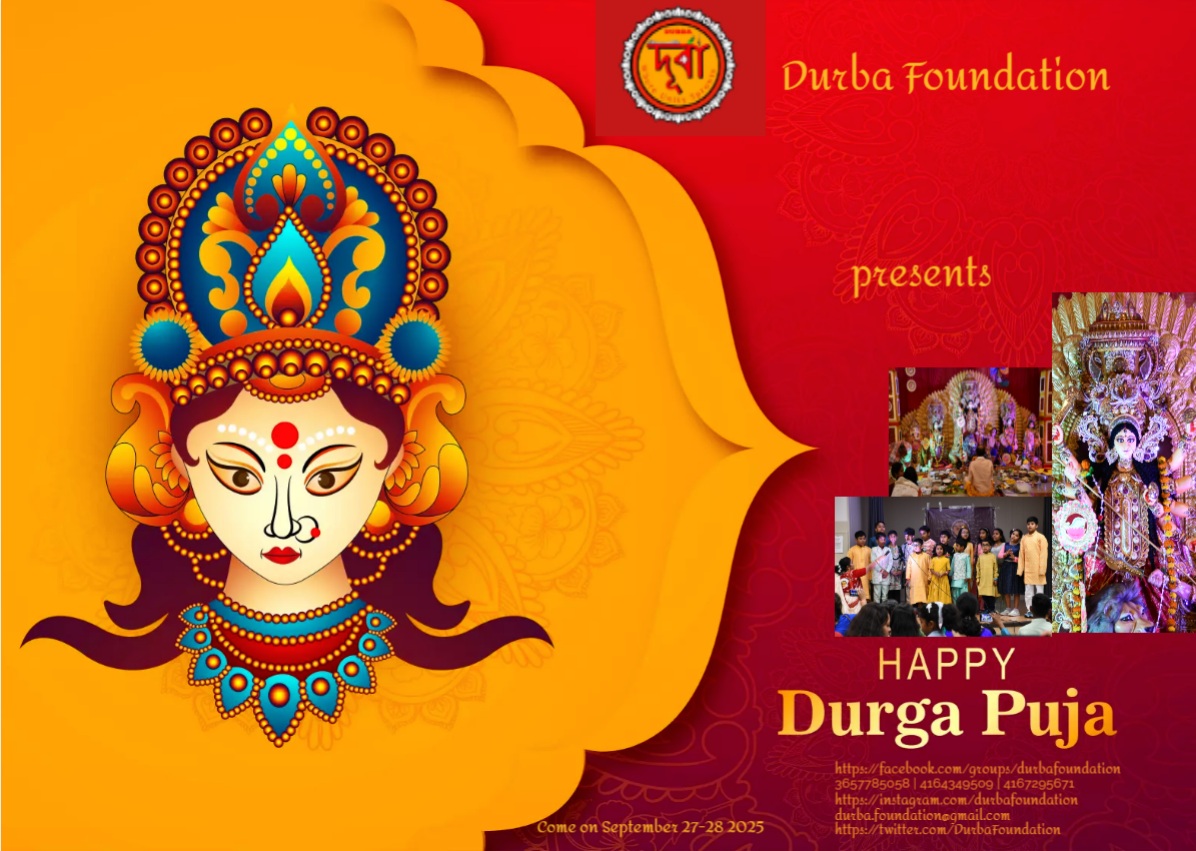 DURBA
দূর্বা
Durba Foundation
presents
HAPPY
Durga Puja
https://facebook.com/groups/durbafoundation
3657785058 | 4164349509 | 4167295671
https://instagram.com/durbafoundation
durba.foundation@gmail.com
https://twitter.com/DurbaFoundation
Come on September 27-28 2025